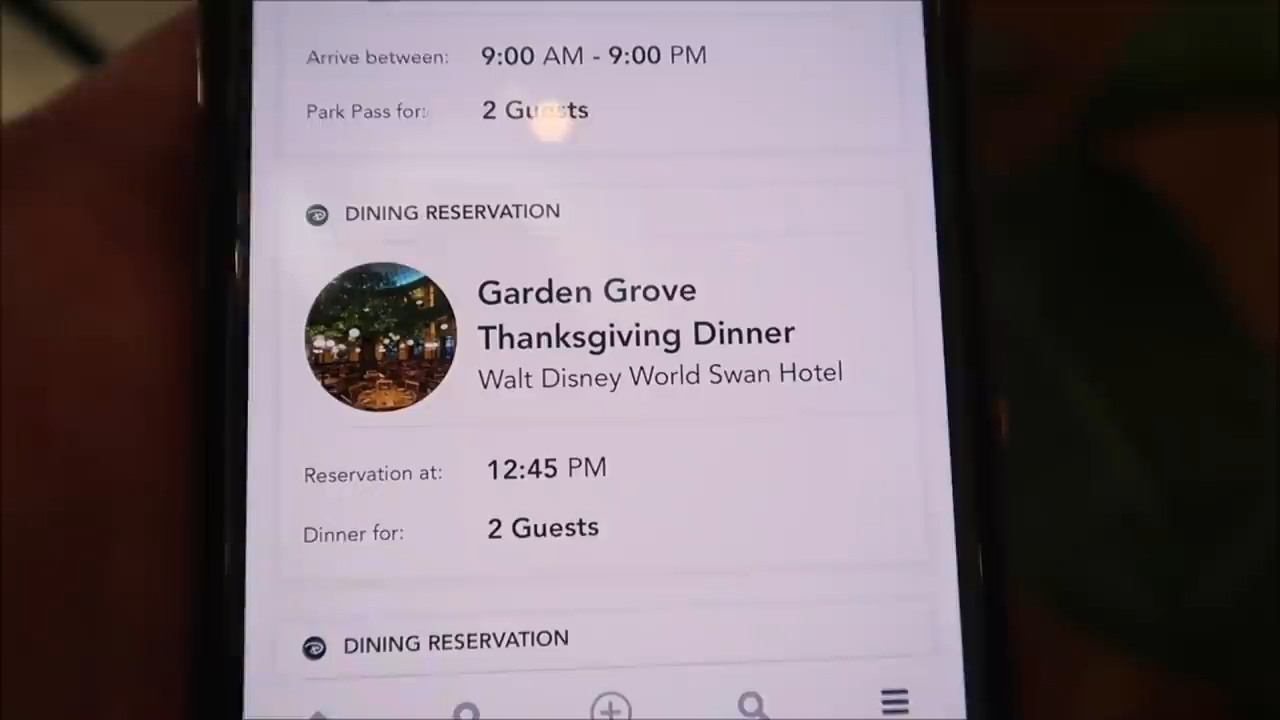 Arrive between: 9:00 AM - 9:00 PM
Park Pass for: 2 Guests
DINING RESERVATION
Garden Grove
Thanksgiving Dinner
Walt Disney World Swan Hotel
Reservation at: 12:45 PM
Dinner for: 2 Guests
DINING RESERVATION